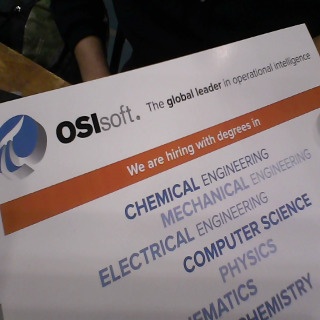 OSIsoft. The global leader in operational intelligence
We are hiring with degrees in
CHEMICAL ENGINEERING
MECHANICAL ENGINEERING
ELECTRICAL ENGINEERING
COMPUTER SCIENCE
PHYSICS
CHEMISTRY